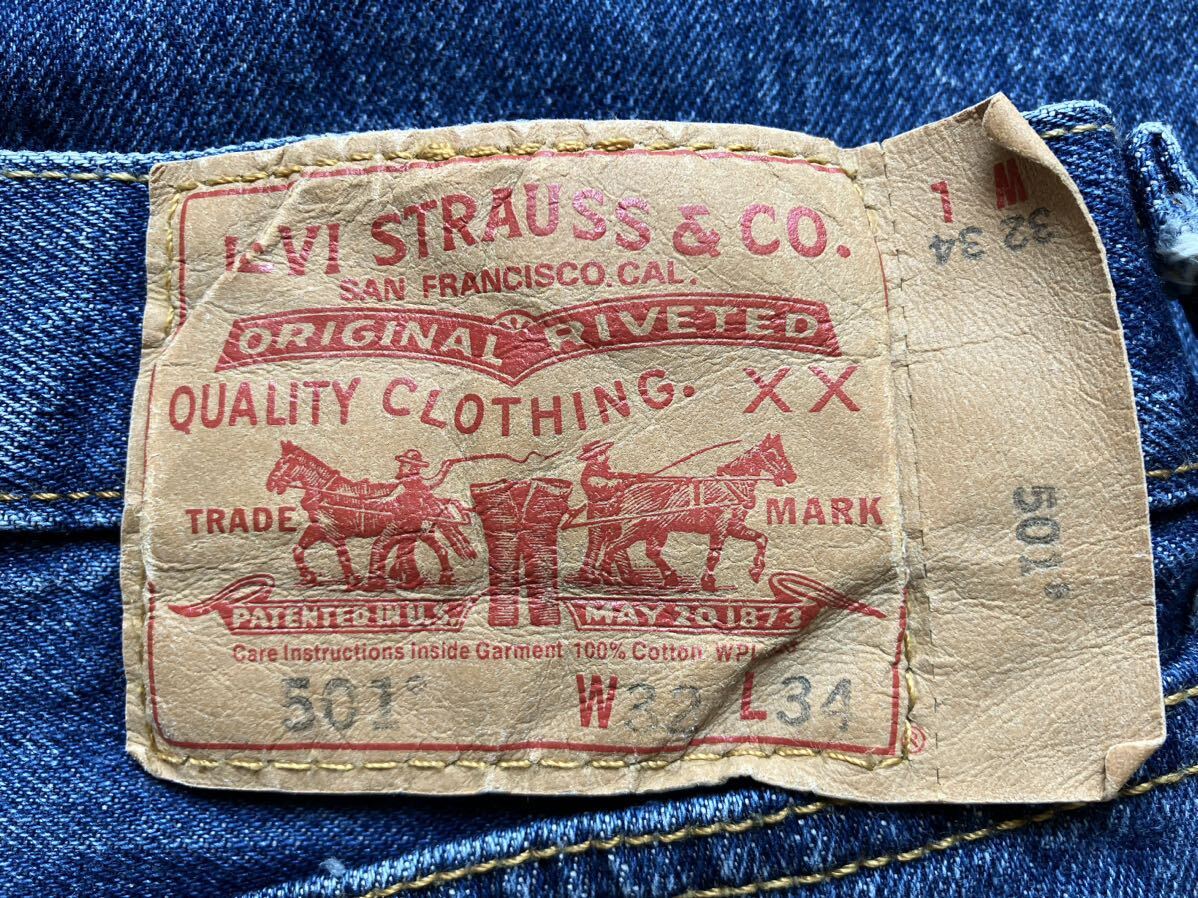 LEVI STRAUSS & CO.
SAN FRANCISCO, CAL.
ORIGINAL RIVETED
QUALITY CLOTHING. XX
TRADE MARK
PATENTED IN U.S. MAY 20 1873
Care Instructions Inside Garment 100% Cotton WPL
501® W32 L34
®
L W
34 32
501®